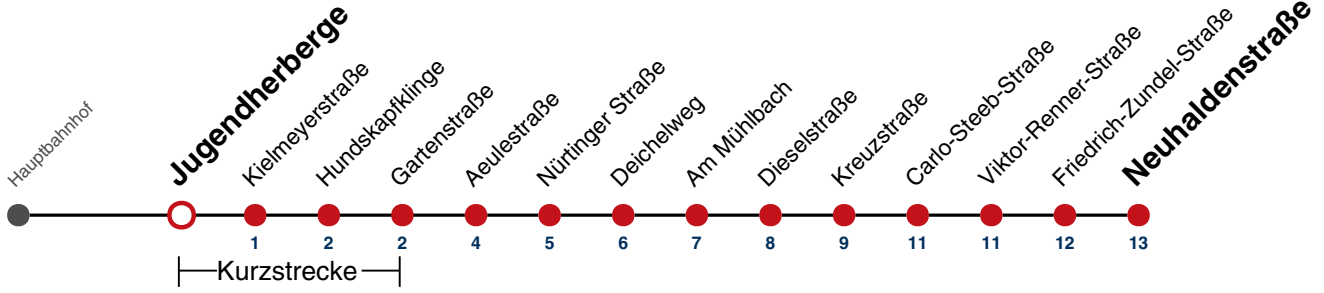 Hauptbahnhof
Jugendherberge
Kielmeyerstraße
Hundskapfklinge
Gartenstraße
Aeulestraße
Nürtinger Straße
Deichelweg
Am Mühlbach
Dieselstraße
Kreuzstraße
Carlo-Steeb-Straße
Viktor-Renner-Straße
Friedrich-Zundel-Straße
Neuhaldenstraße
1 2 2 4 5 6 7 8 9 11 11 12 13
Kurzstrecke